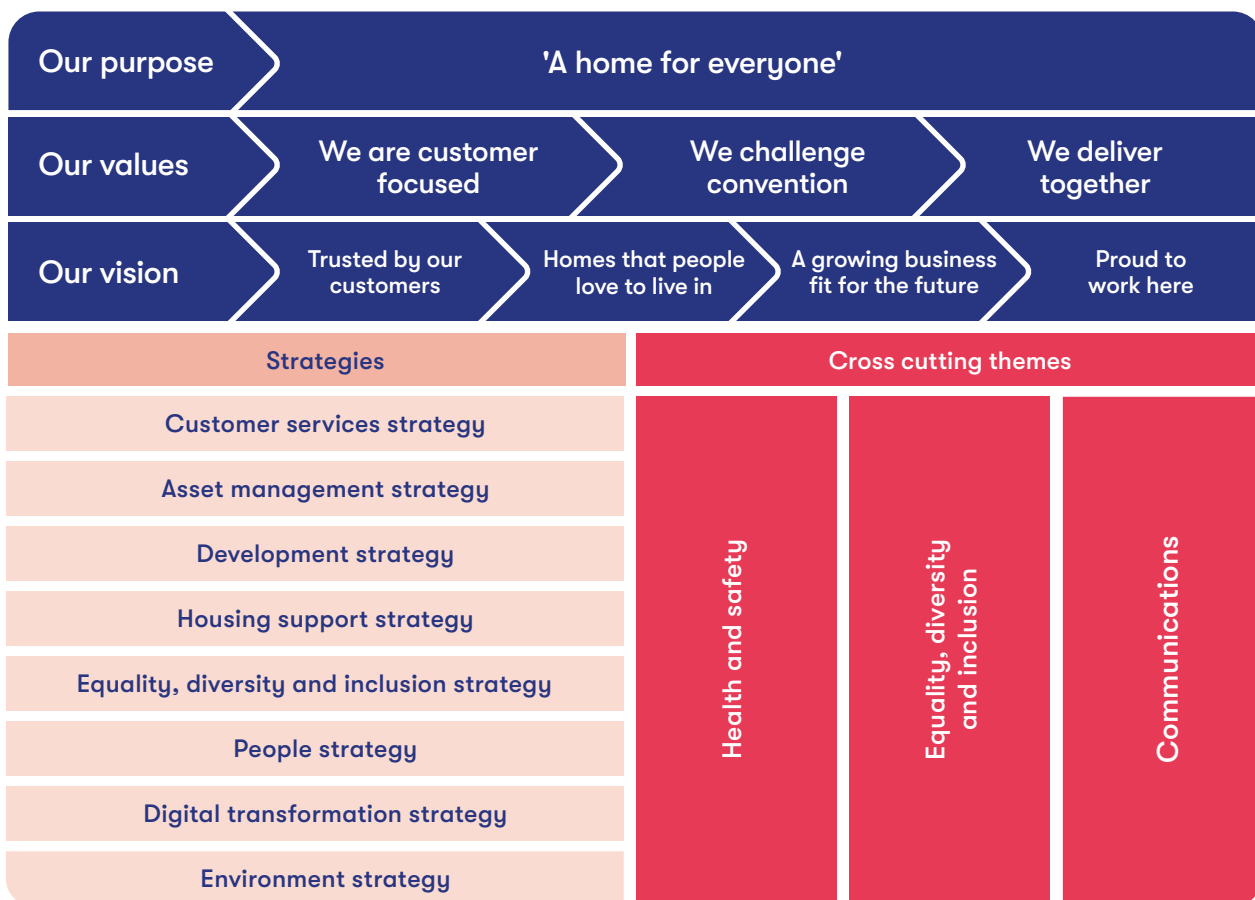 Our purpose
'A home for everyone'
Our values
We are customer
focused
We challenge
convention
We deliver
together
Our vision
Trusted by our
customers
Homes that people
love to live in
A growing business
fit for the future
Proud to
work here
Strategies
Customer services strategy
Asset management strategy
Development strategy
Housing support strategy
Equality, diversity and inclusion strategy
People strategy
Digital transformation strategy
Environment strategy
Cross cutting themes
Health and safety
Equality, diversity
and inclusion
Communications